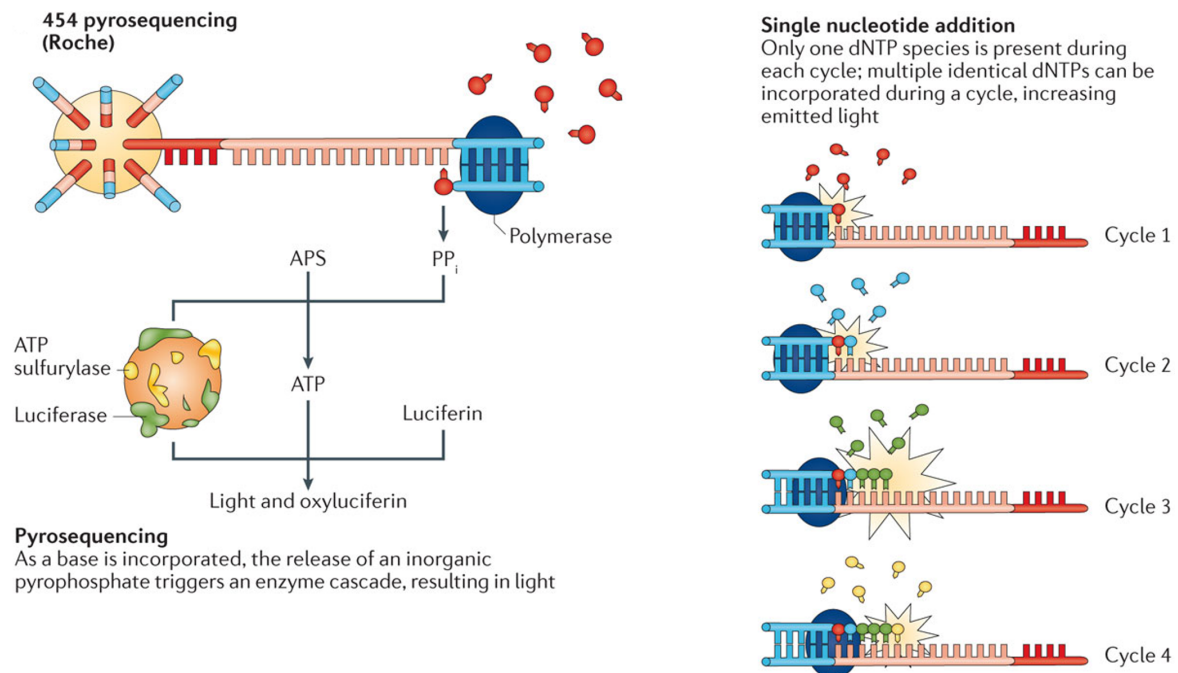 454 pyrosequencing
(Roche)
Polymerase
APS
PPi
ATP
sulfurylase
Luciferase
ATP
Luciferin
Light and oxyluciferin
Pyrosequencing
As a base is incorporated, the release of an inorganic
pyrophosphate triggers an enzyme cascade, resulting in light
Single nucleotide addition
Only one dNTP species is present during
each cycle; multiple identical dNTPs can be
incorporated during a cycle, increasing
emitted light
Cycle 1
Cycle 2
Cycle 3
Cycle 4